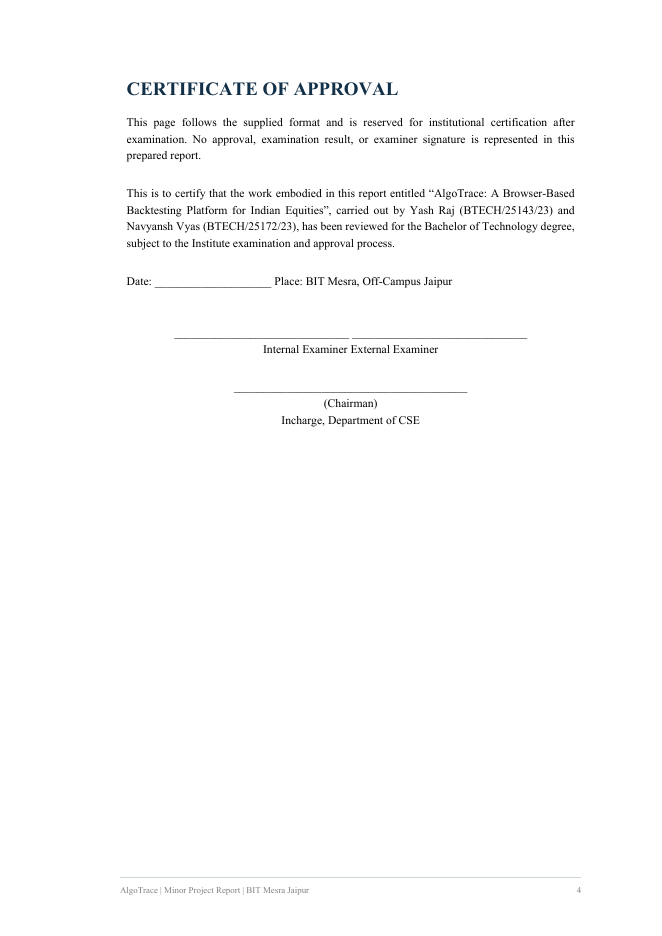 CERTIFICATE OF APPROVAL
This page follows the supplied format and is reserved for institutional certification after
examination. No approval, examination result, or examiner signature is represented in this
prepared report.
This is to certify that the work embodied in this report entitled “AlgoTrace: A Browser-Based
Backtesting Platform for Indian Equities”, carried out by Yash Raj (BTECH/25143/23) and
Navyansh Vyas (BTECH/25172/23), has been reviewed for the Bachelor of Technology degree,
subject to the Institute examination and approval process.
Date: ____________________ Place: BIT Mesra, Off-Campus Jaipur
______________________________ ______________________________
Internal Examiner External Examiner
________________________________________
(Chairman)
Incharge, Department of CSE
AlgoTrace | Minor Project Report | BIT Mesra Jaipur 4